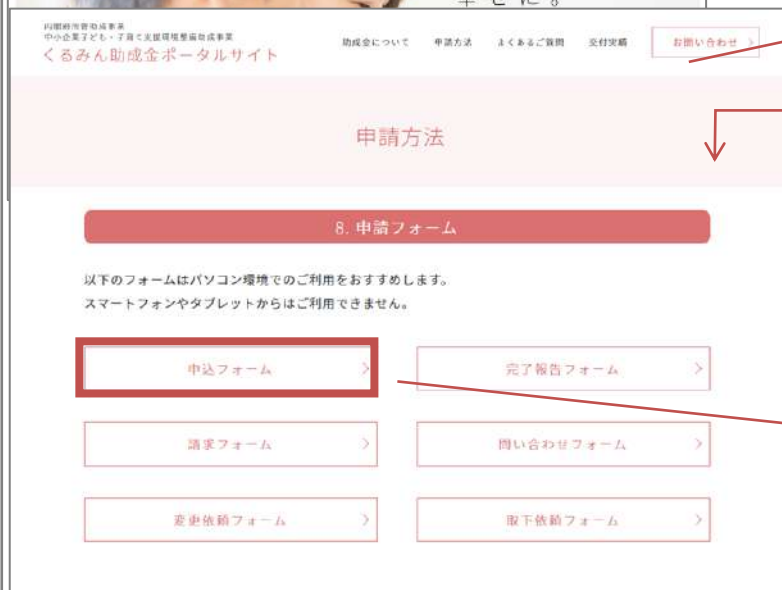 幸せに。
内閣府所管助成事業
中小企業子ども・子育て支援環境整備助成事業
くるみん助成金ポータルサイト
助成金について 申請方法 よくあるご質問 交付実績 お問い合わせ
申請方法
8. 申請フォーム
以下のフォームはパソコン環境でのご利用をおすすめします。
スマートフォンやタブレットからはご利用できません。
申込フォーム 完了報告フォーム
請求フォーム 問い合わせフォーム
変更依頼フォーム 取下依頼フォーム